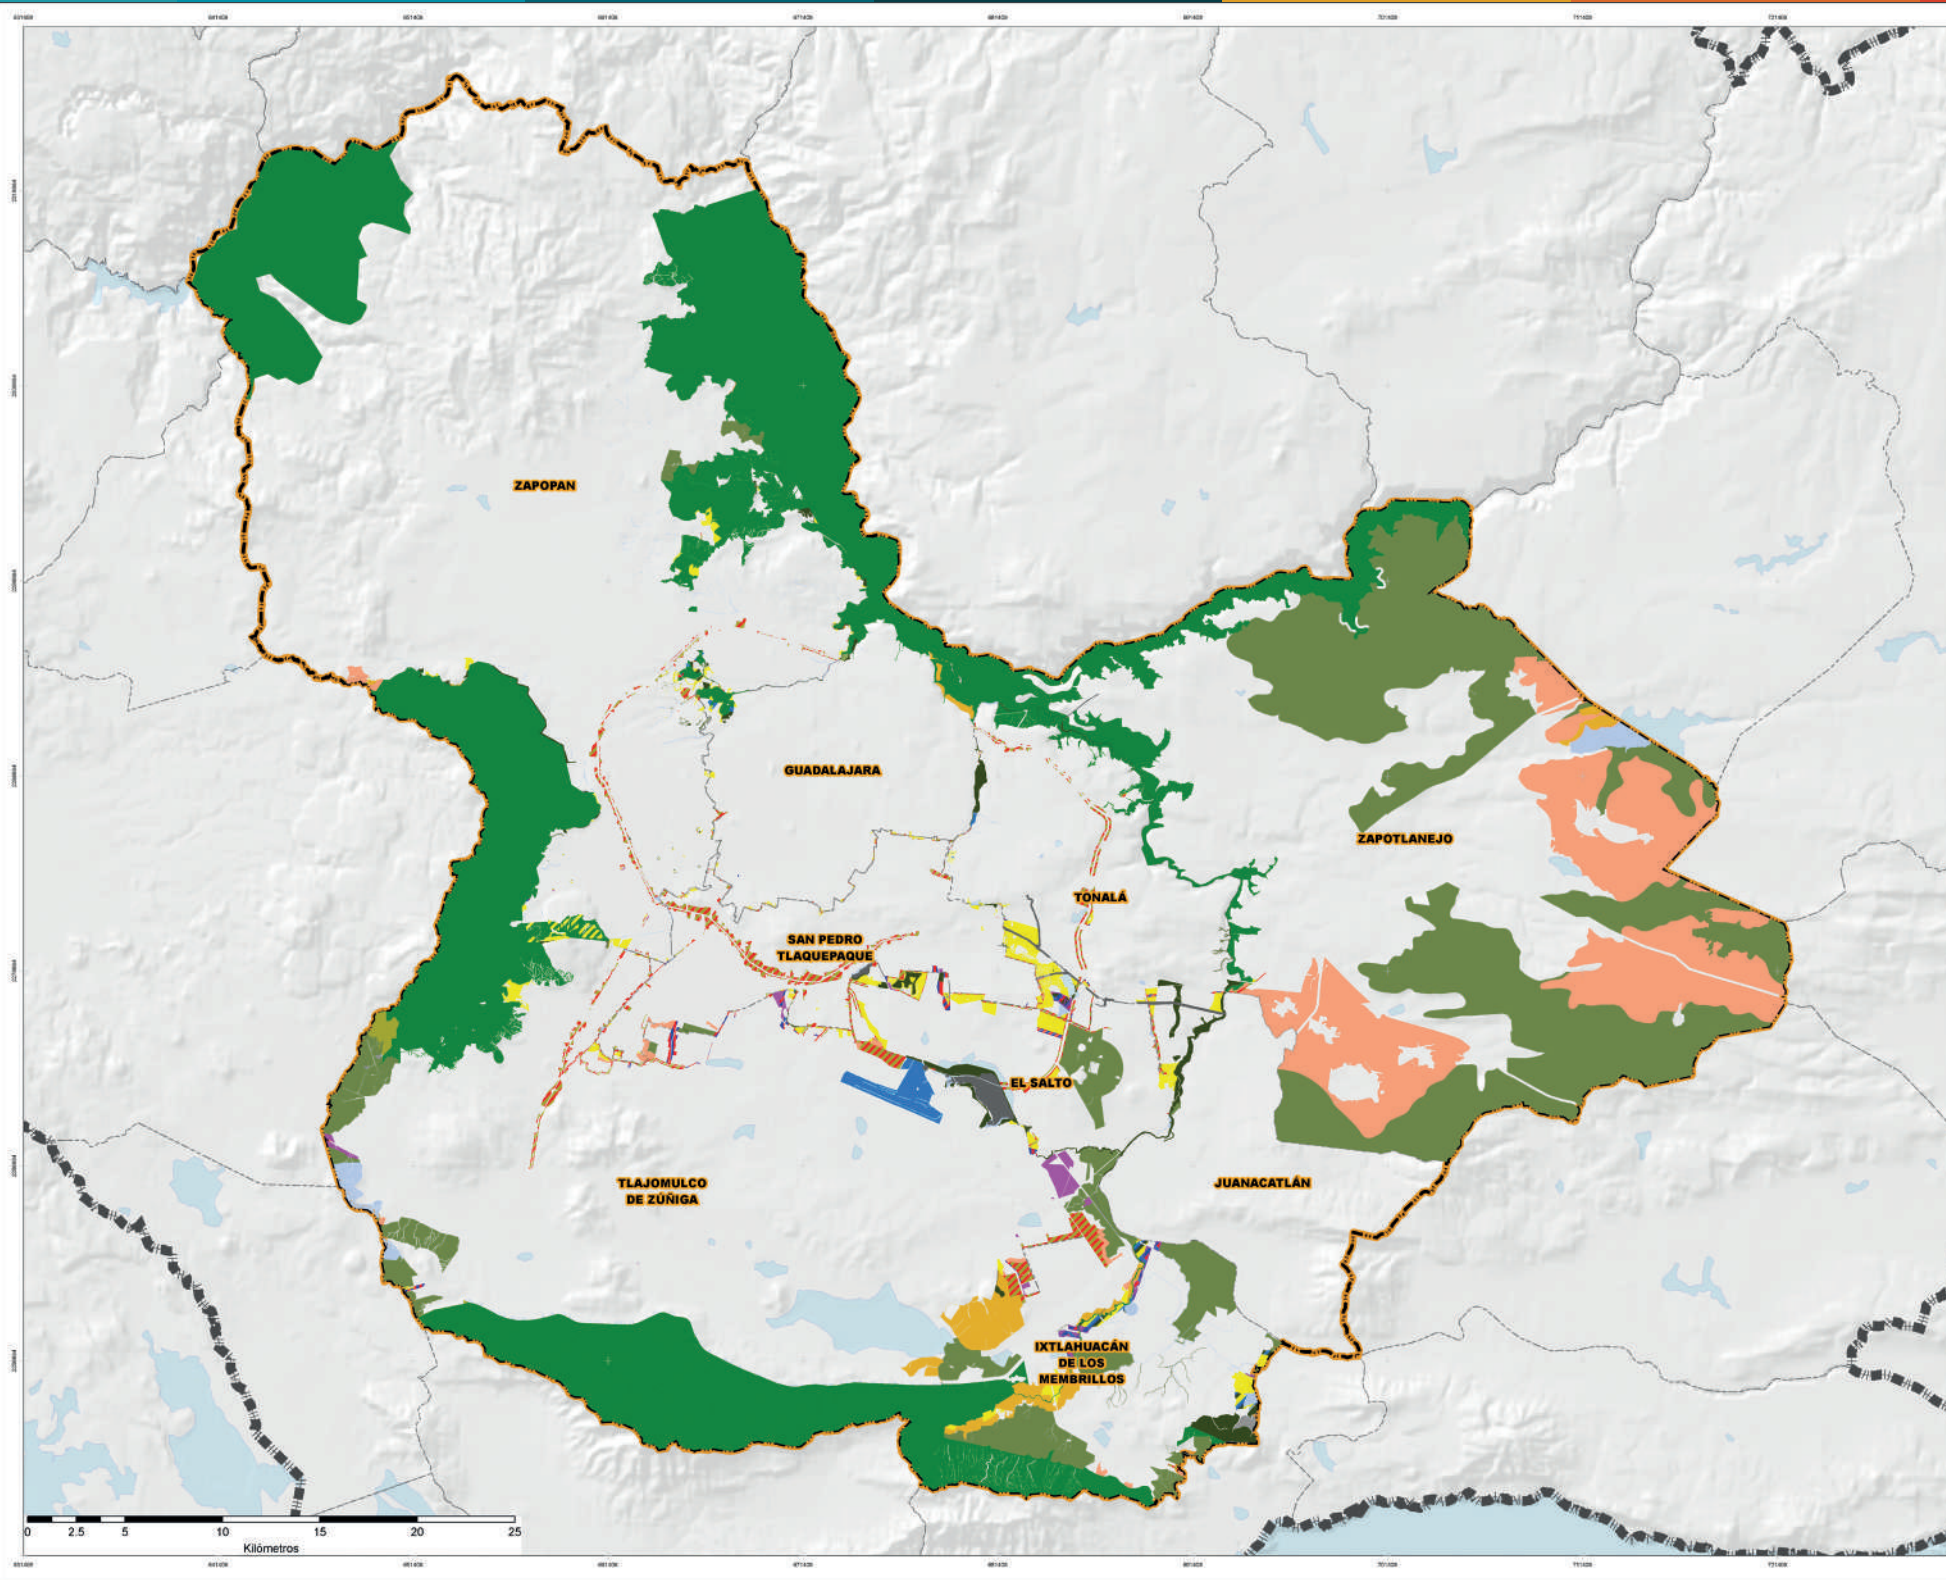 ZAPOPAN
GUADALAJARA
ZAPOTLANEJO
TONALÁ
SAN PEDRO
TLAQUEPAQUE
EL SALTO
TLAJOMULCO
DE ZÚÑIGA
JUANACATLÁN
IXTLAHUACÁN
DE LOS
MEMBRILLOS
0 2.5 5 10 15 20 25
Kilómetros